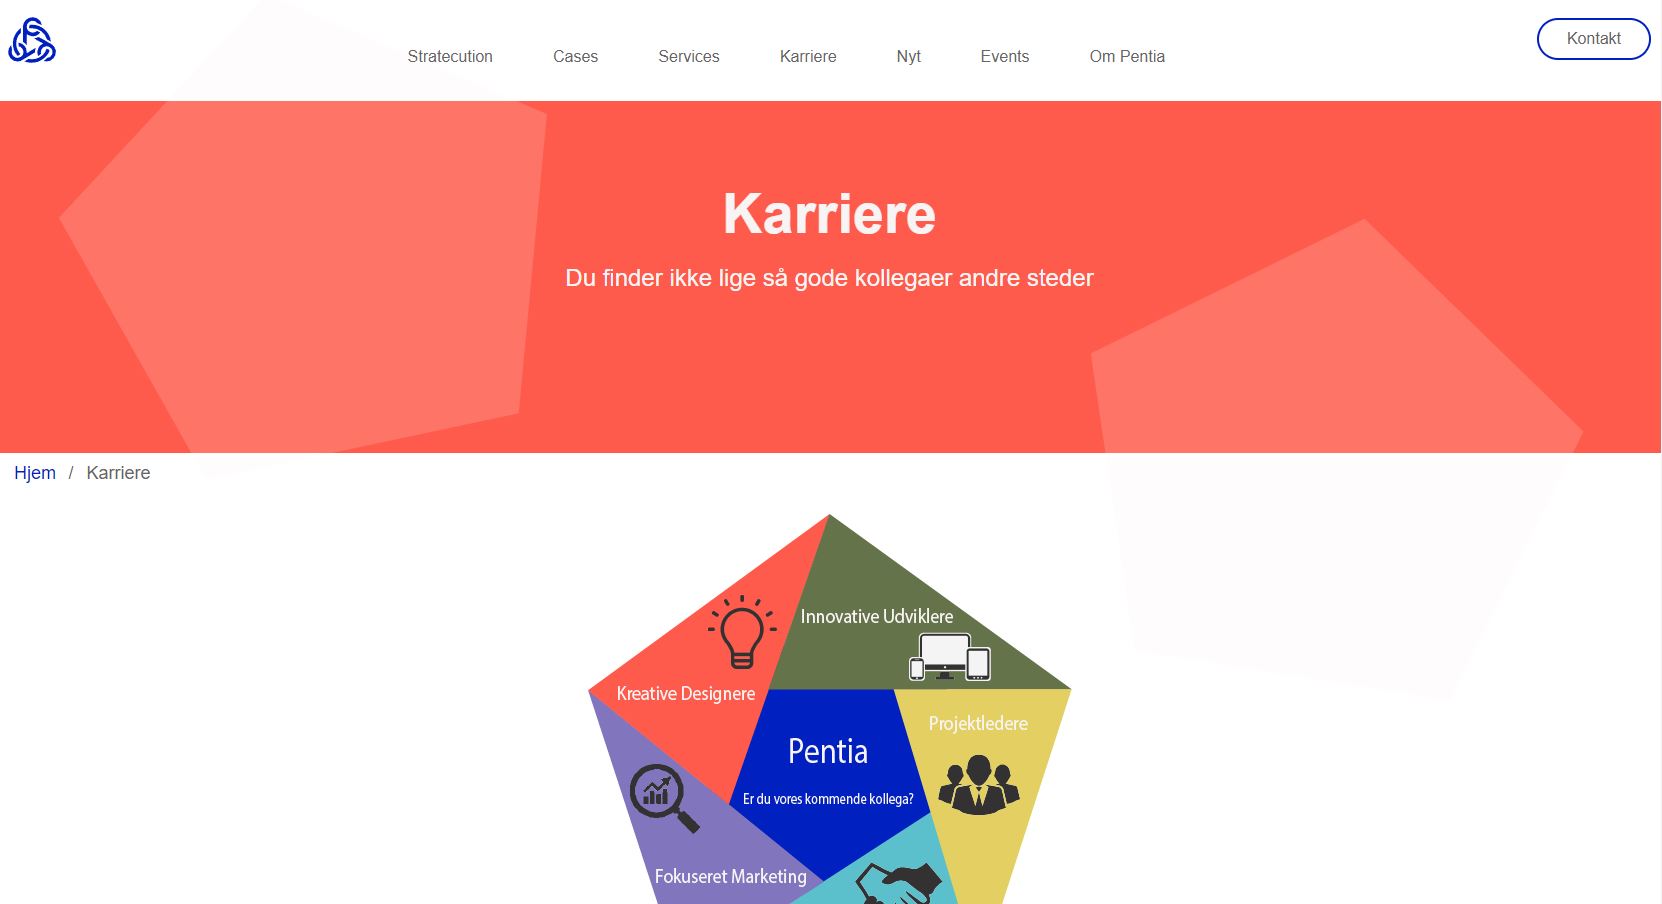 Stratecution
Cases
Services
Karriere
Nyt
Events
Om Pentia
Kontakt
Karriere
Du finder ikke lige så gode kollegaer andre steder
Hjem / Karriere
Innovative Udviklere
Kreative Designere
Projektledere
Pentia
Er du vores kommende kollega?
Fokuseret Marketing